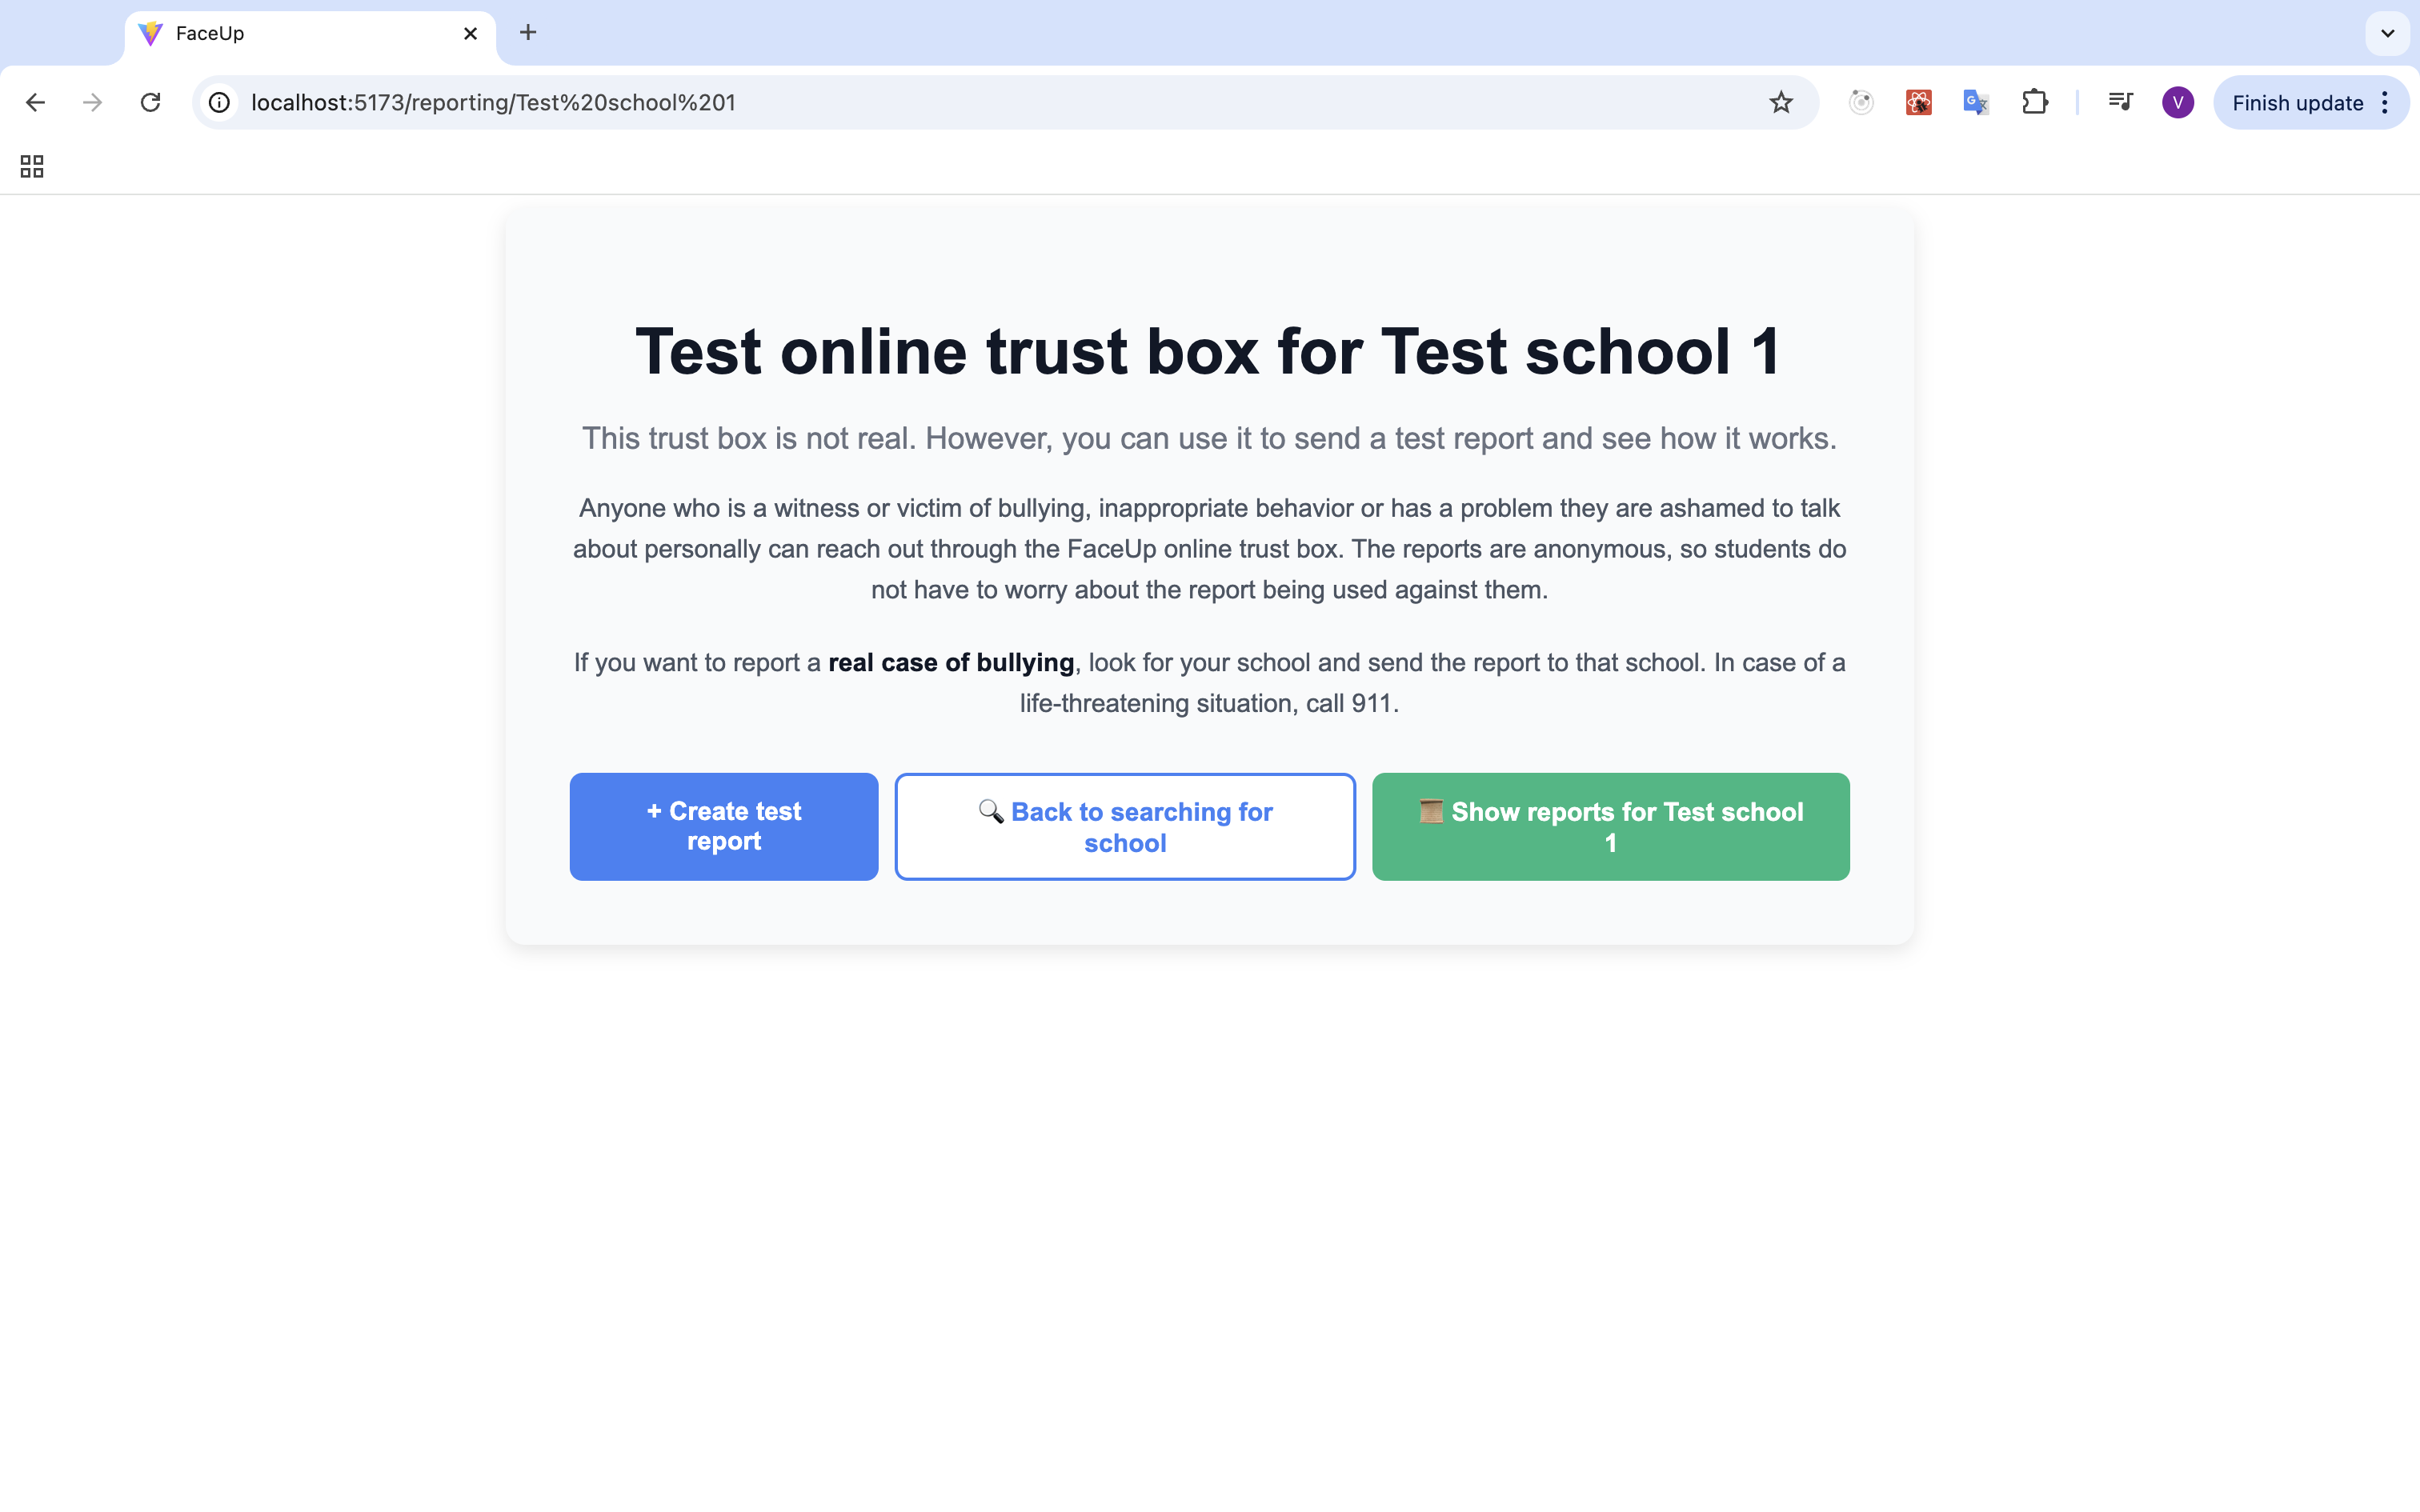 FaceUp
localhost:5173/reporting/Test%20school%201
V
Finish update
Test online trust box for Test school 1
This trust box is not real. However, you can use it to send a test report and see how it works.
Anyone who is a witness or victim of bullying, inappropriate behavior or has a problem they are ashamed to talk
about personally can reach out through the FaceUp online trust box. The reports are anonymous, so students do
not have to worry about the report being used against them.
If you want to report a real case of bullying, look for your school and send the report to that school. In case of a
life-threatening situation, call 911.
+ Create test
report
🔍 Back to searching for
school
📜 Show reports for Test school
1